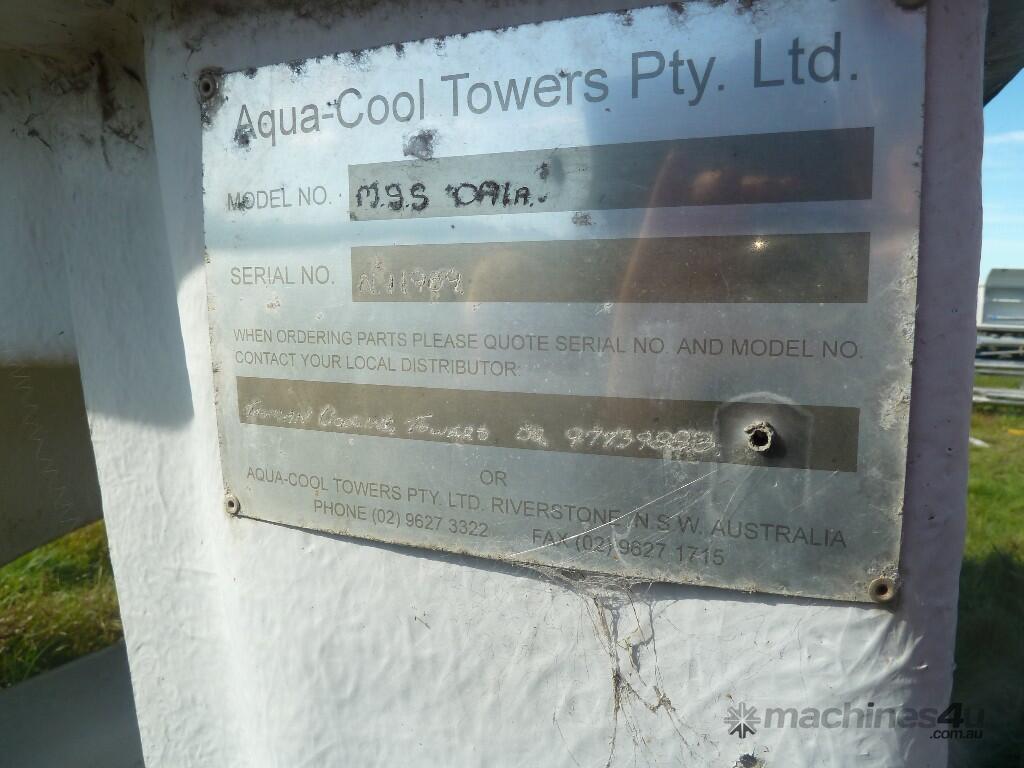 Aqua-Cool Towers Pty. Ltd.
MODEL NO. M.9.S
SERIAL NO.
WHEN ORDERING PARTS PLEASE QUOTE SERIAL NO. AND MODEL NO.
CONTACT YOUR LOCAL DISTRIBUTOR:
Towers
OR
AQUA-COOL TOWERS PTY. LTD. RIVERSTONE, N.S.W. AUSTRALIA
PHONE (02) 9627 3322 FAX (02) 9627 1715
machines4u
.com.au